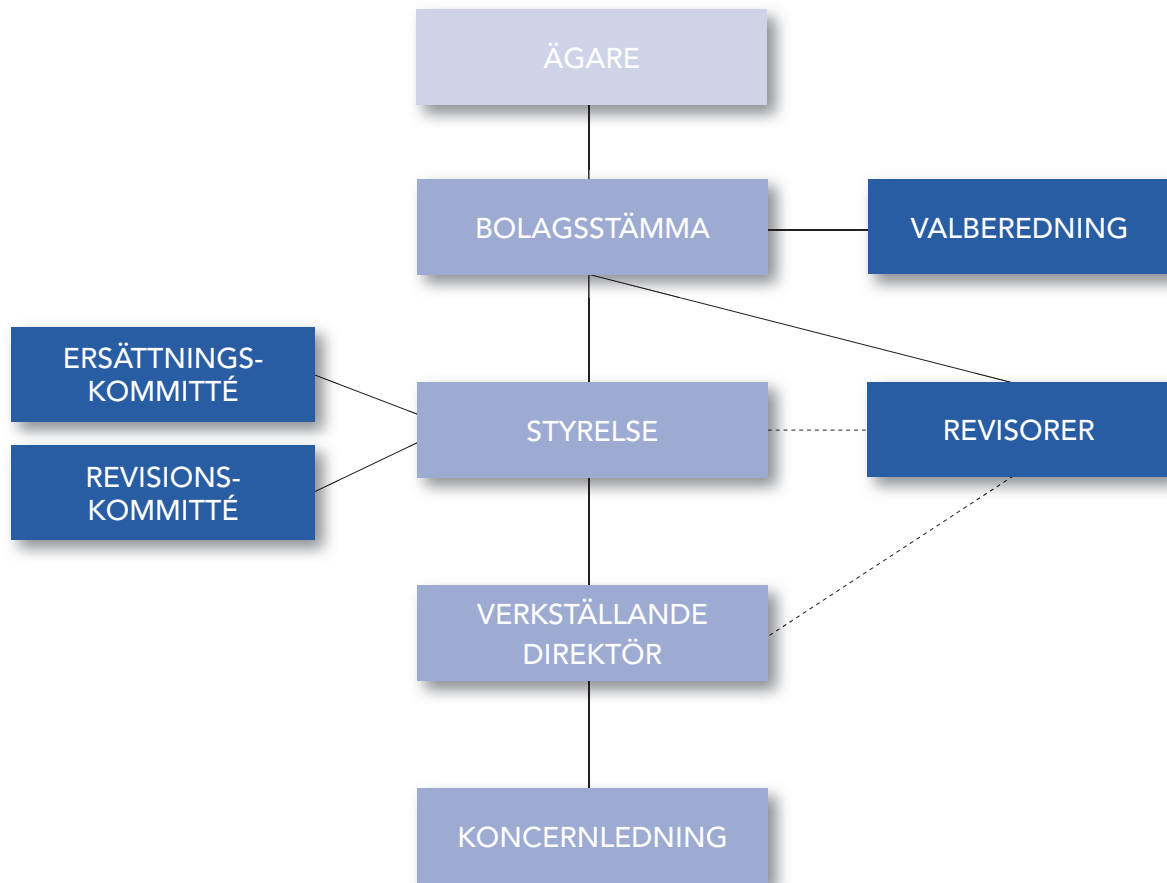 ÄGARE
BOLAGSSTÄMMA
VALBEREDNING
ERSÄTTNINGS-
KOMMITTÉ
STYRELSE
REVISORER
REVISIONS-
KOMMITTÉ
VERKSTÄLLANDE
DIREKTÖR
KONCERNLEDNING